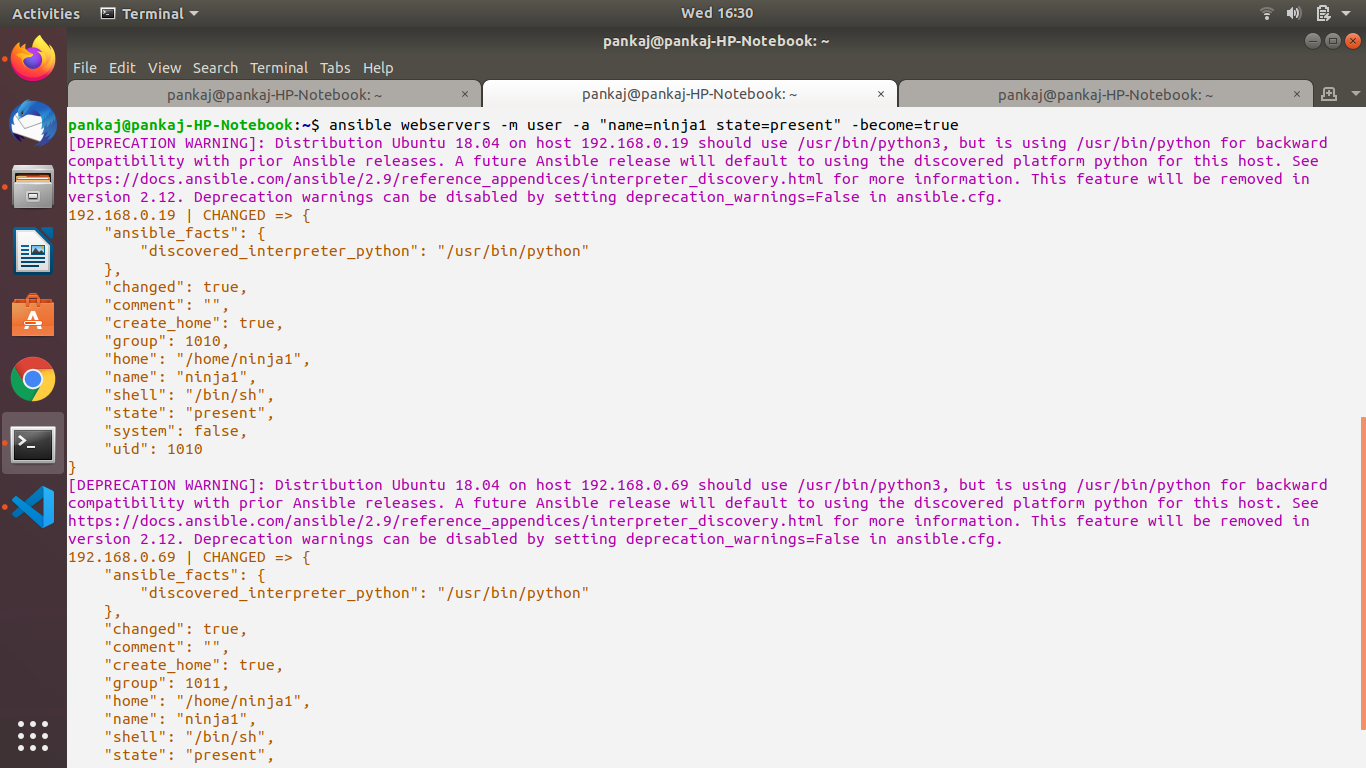 Activities Terminal Wed 16:30
pankaj@pankaj-HP-Notebook: ~
File Edit View Search Terminal Tabs Help
pankaj@pankaj-HP-Notebook: ~ × pankaj@pankaj-HP-Notebook: ~ × pankaj@pankaj-HP-Notebook: ~ ×
pankaj@pankaj-HP-Notebook:~$ ansible webservers -m user -a "name=ninja1 state=present" -become=true
[DEPRECATION WARNING]: Distribution Ubuntu 18.04 on host 192.168.0.19 should use /usr/bin/python3, but is using /usr/bin/python for backward
compatibility with prior Ansible releases. A future Ansible release will default to using the discovered platform python for this host. See
https://docs.ansible.com/ansible/2.9/reference_appendices/interpreter_discovery.html for more information. This feature will be removed in
version 2.12. Deprecation warnings can be disabled by setting deprecation_warnings=False in ansible.cfg.
192.168.0.19 | CHANGED => {
    "ansible_facts": {
        "discovered_interpreter_python": "/usr/bin/python"
    },
    "changed": true,
    "comment": "",
    "create_home": true,
    "group": 1010,
    "home": "/home/ninja1",
    "name": "ninja1",
    "shell": "/bin/sh",
    "state": "present",
    "system": false,
    "uid": 1010
}
[DEPRECATION WARNING]: Distribution Ubuntu 18.04 on host 192.168.0.69 should use /usr/bin/python3, but is using /usr/bin/python for backward
compatibility with prior Ansible releases. A future Ansible release will default to using the discovered platform python for this host. See
https://docs.ansible.com/ansible/2.9/reference_appendices/interpreter_discovery.html for more information. This feature will be removed in
version 2.12. Deprecation warnings can be disabled by setting deprecation_warnings=False in ansible.cfg.
192.168.0.69 | CHANGED => {
    "ansible_facts": {
        "discovered_interpreter_python": "/usr/bin/python"
    },
    "changed": true,
    "comment": "",
    "create_home": true,
    "group": 1011,
    "home": "/home/ninja1",
    "name": "ninja1",
    "shell": "/bin/sh",
    "state": "present",